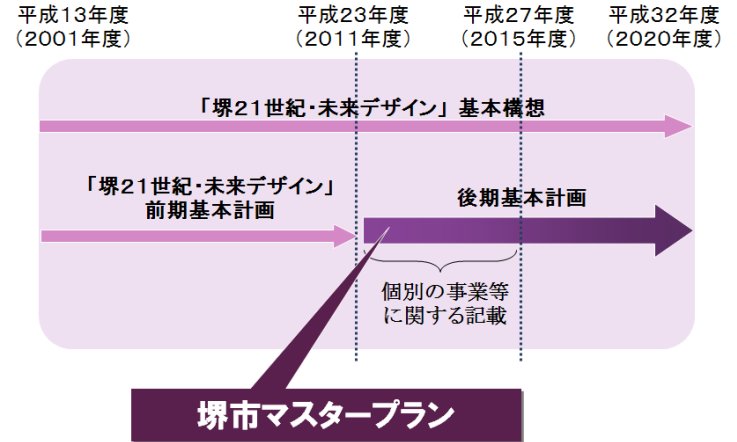 平成13年度 平成23年度 平成27年度 平成32年度
（2001年度） （2011年度） （2015年度） （2020年度）
「堺21世紀・未来デザイン」 基本構想
「堺21世紀・未来デザイン」
前期基本計画
後期基本計画
個別の事業等
に関する記載
堺市マスタープラン